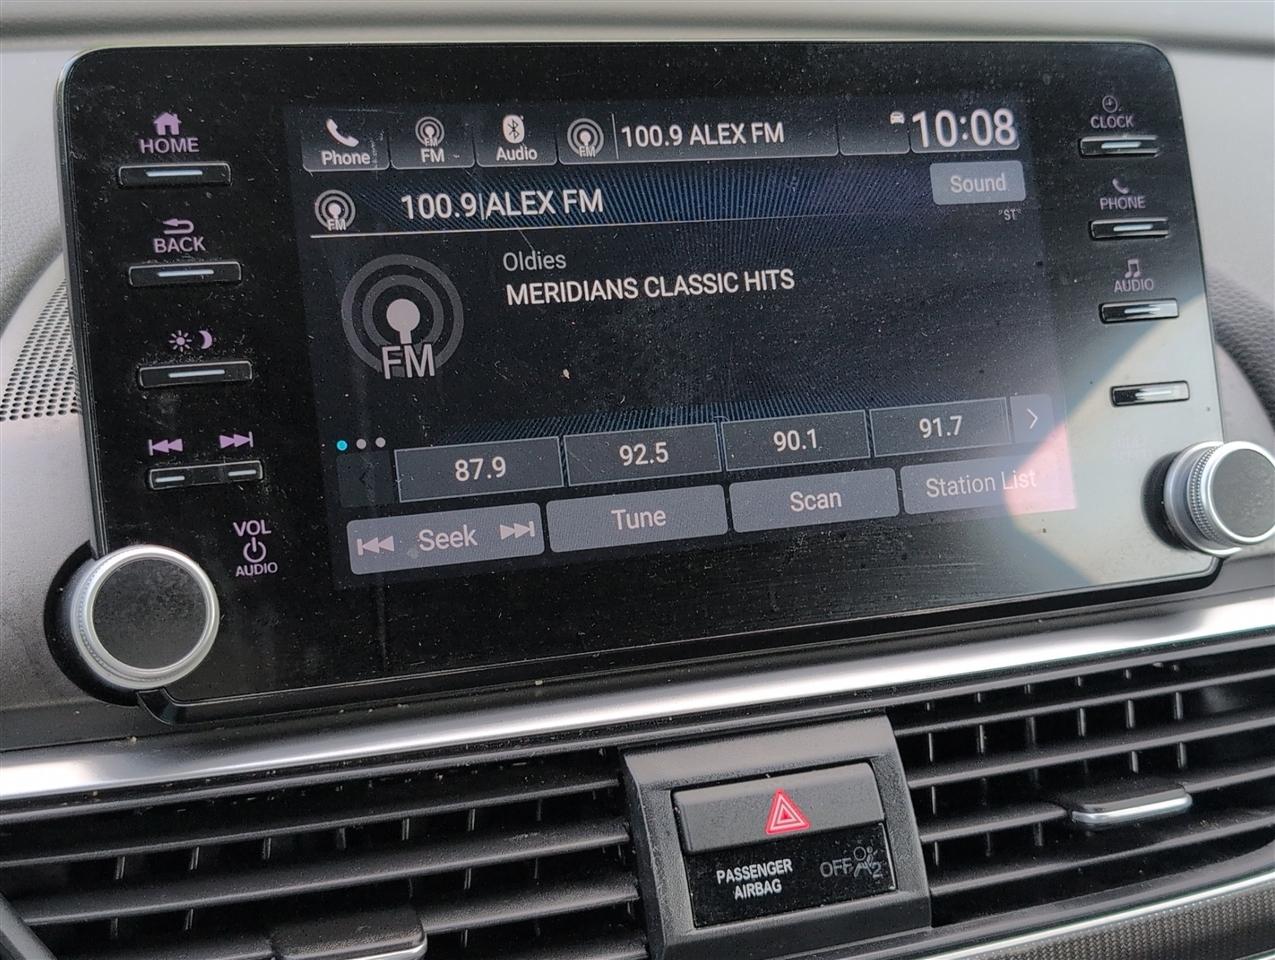 HOME
BACK
VOL
AUDIO
Phone
FM
FM
Audio
FM
100.9 ALEX FM
10:08
FM
100.9|ALEX FM
Sound
"ST"
Oldies
MERIDIANS CLASSIC HITS
FM
87.9
92.5
90.1
91.7
Seek
Tune
Scan
Station List
CLOCK
PHONE
AUDIO
PASSENGER
AIRBAG
OFF
2